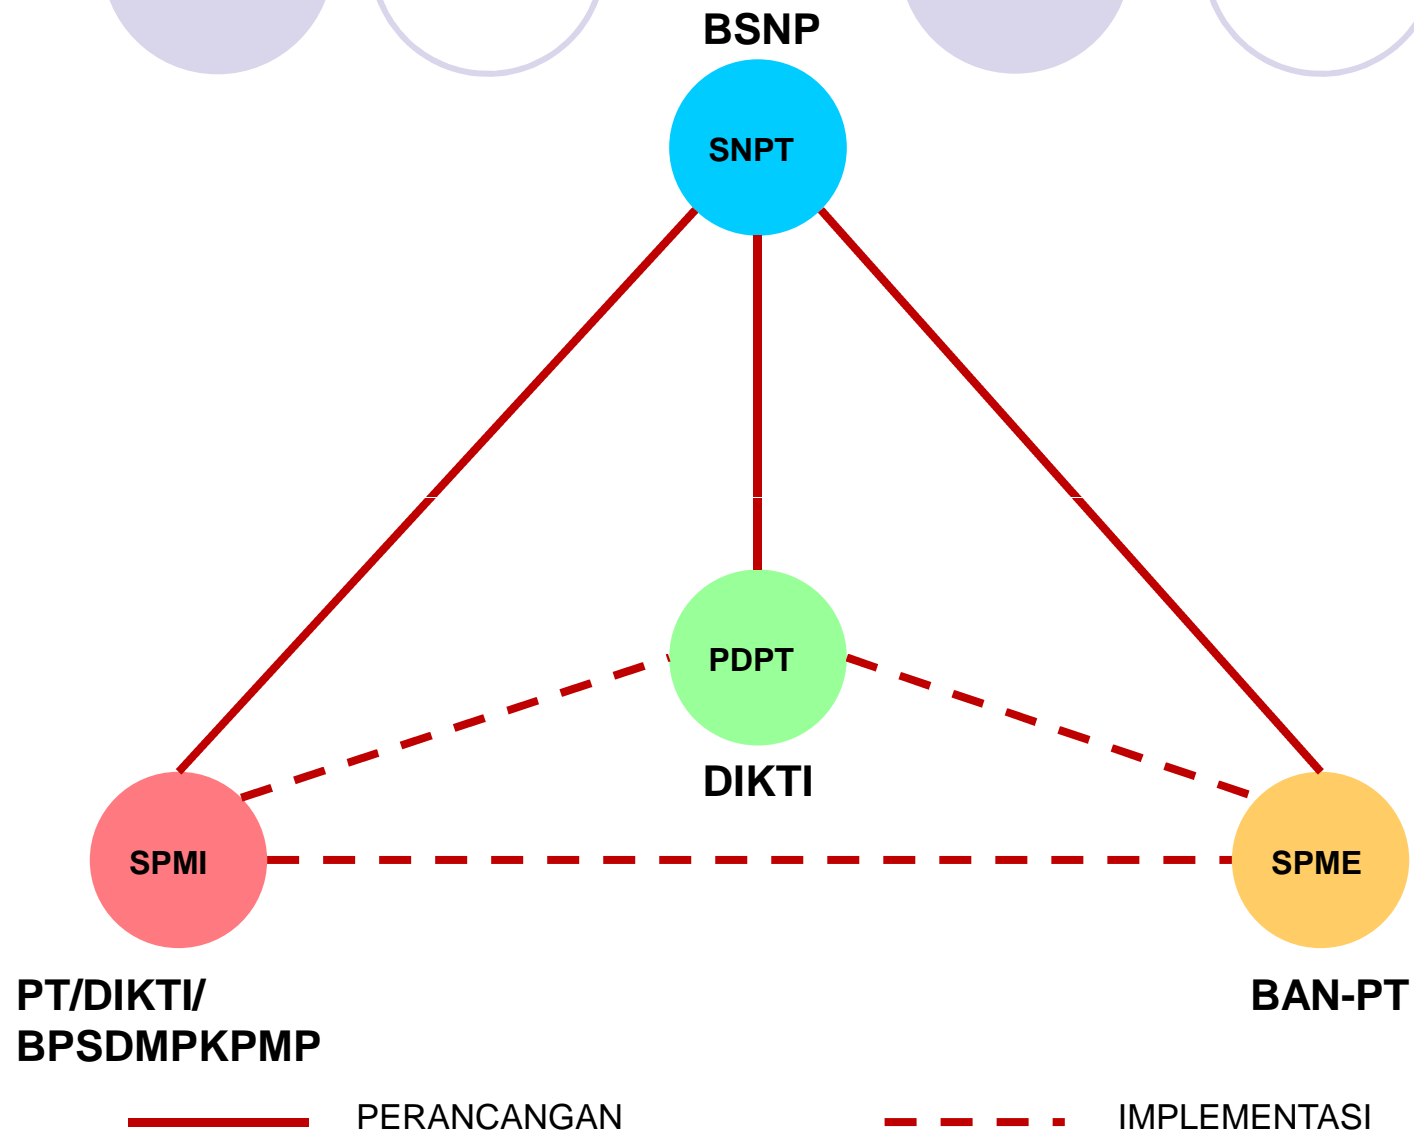 BSNP
SNPT
PDPT
DIKTI
SPMI
SPME
PT/DIKTI/
BPSDMPKPMP
BAN-PT
PERANCANGAN
IMPLEMENTASI